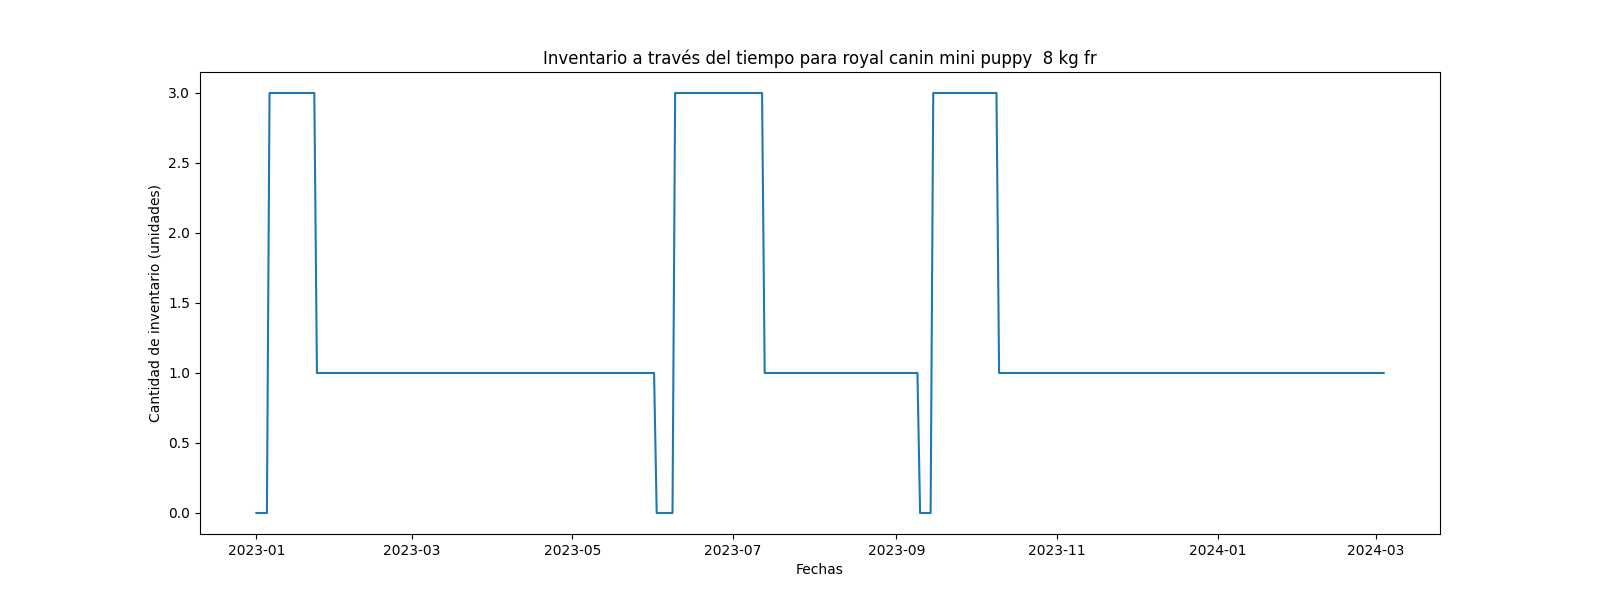 Inventario a través del tiempo para royal canin mini puppy  8 kg fr
Cantidad de inventario (unidades)
3.0
2.5
2.0
1.5
1.0
0.5
0.0
2023-01 2023-03 2023-05 2023-07 2023-09 2023-11 2024-01 2024-03
Fechas